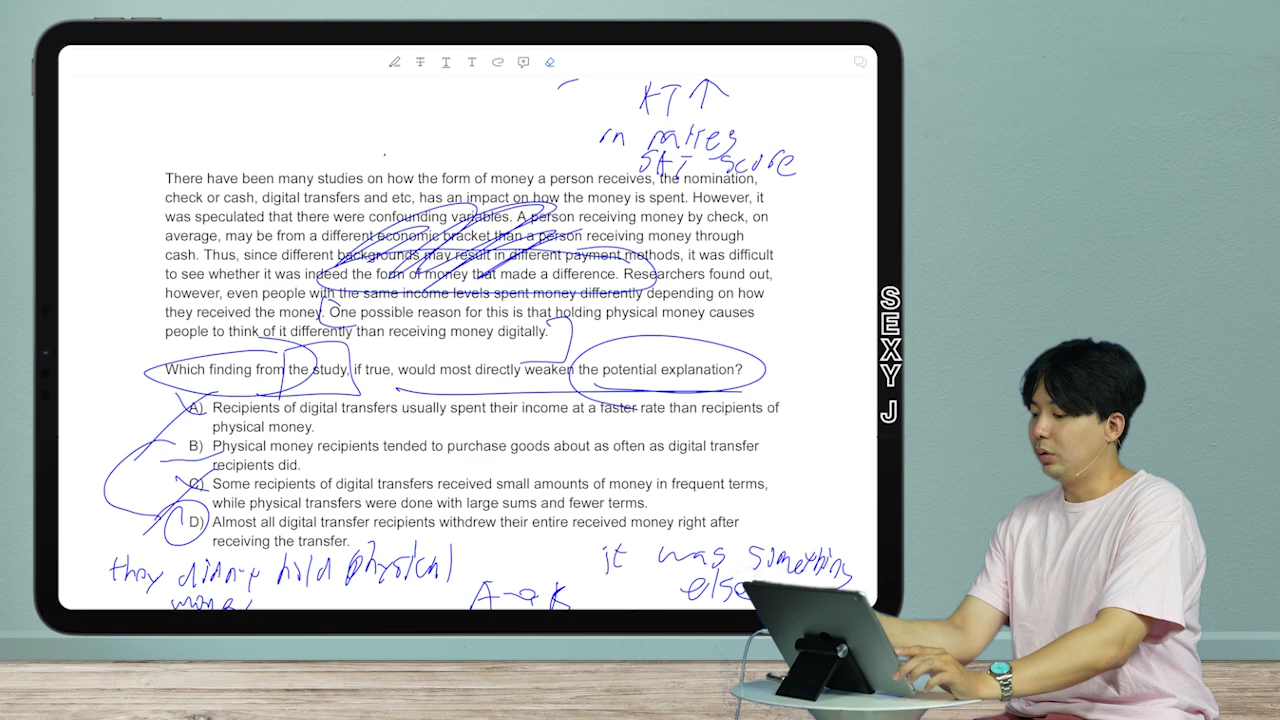 KT ↑
in
SAT score
There have been many studies on how the form of money a person receives, the nomination,
check or cash, digital transfers and etc, has an impact on how the money is spent. However, it
was speculated that there were confounding variables. A person receiving money by check, on
average, may be from a different economic bracket than a person receiving money through
cash. Thus, since different backgrounds may result in different payment methods, it was difficult
to see whether it was indeed the form of money that made a difference. Researchers found out,
however, even people with the same income levels spent money differently depending on how
they received the money. One possible reason for this is that holding physical money causes
people to think of it differently than receiving money digitally.
Which finding from the study, if true, would most directly weaken the potential explanation?
A) Recipients of digital transfers usually spent their income at a faster rate than recipients of
physical money.
B) Physical money recipients tended to purchase goods about as often as digital transfer
recipients did.
C) Some recipients of digital transfers received small amounts of money in frequent terms,
while physical transfers were done with large sums and fewer terms.
D) Almost all digital transfer recipients withdrew their entire received money right after
receiving the transfer.
they didn't hold physical
money
it was something
else
SEXY J